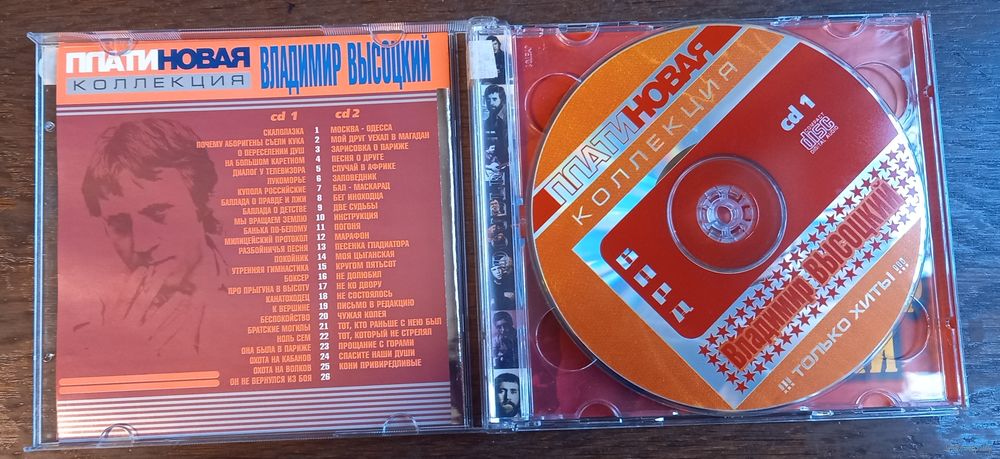 ПЛАТИНОВАЯ
КОЛЛЕКЦИЯ
ВЛАДИМИР ВЫСОЦКИЙ
cd 1 cd 2
СКАЛОЛАЗКА 1 МОСКВА - ОДЕССА
ПОЧЕМУ АБОРИГЕНЫ СЪЕЛИ КУКА 2 МОЙ ДРУГ УЕХАЛ В МАГАДАН
О ПЕРЕСЕЛЕНИИ ДУШ 3 ЗАРИСОВКА О ПАРИЖЕ
НА БОЛЬШОМ КАРЕТНОМ 4 ПЕСНЯ О ДРУГЕ
ДИАЛОГ У ТЕЛЕВИЗОРА 5 СЛУЧАЙ В АФРИКЕ
ЛУКОМОРЬЕ 6 ЗАПОВЕДНИК
КУПОЛА РОССИЙСКИЕ 7 БАЛ - МАСКАРАД
БАЛЛАДА О ПРАВДЕ И ЛЖИ 8 БЕГ ИНОХОДЦА
БАЛЛАДА О ДЕТСТВЕ 9 ДВЕ СУДЬБЫ
МЫ ВРАЩАЕМ ЗЕМЛЮ 10 ИНСТРУКЦИЯ
БАНЬКА ПО-БЕЛОМУ 11 ПОГОНЯ
МИЛИЦЕЙСКИЙ ПРОТОКОЛ 12 МАРАФОН
РАЗБОЙНИЧЬЯ ПЕСНЯ 13 ПЕСЕНКА ГЛАДИАТОРА
ПОКОЙНИК 14 МОЯ ЦЫГАНСКАЯ
УТРЕННЯЯ ГИМНАСТИКА 15 КРУГОМ ПЯТЬСОТ
БОКСЕР 16 НЕ ДОЛЮБИЛ
ПРО ПРЫГУНА В ВЫСОТУ 17 НЕ КО ДВОРУ
КАНАТОХОДЕЦ 18 НЕ СОСТОЯЛОСЬ
К ВЕРШИНЕ 19 ПИСЬМО В РЕДАКЦИЮ
БЕСПОКОЙСТВО 20 ЧУЖАЯ КОЛЕЯ
БРАТСКИЕ МОГИЛЫ 21 ТОТ, КТО РАНЬШЕ С НЕЮ БЫЛ
НОЛЬ СЕМ 22 ТОТ, КОТОРЫЙ НЕ СТРЕЛЯЛ
ОНА БЫЛА В ПАРИЖЕ 23 ПРОЩАНИЕ С ГОРАМИ
ОХОТА НА КАБАНОВ 24 СПАСИТЕ НАШИ ДУШИ
ОХОТА НА ВОЛКОВ 25 КОНИ ПРИВИРЕДЛИВЫЕ
ОН НЕ ВЕРНУЛСЯ ИЗ БОЯ 26
ПЛАТИНОВАЯ
КОЛЛЕКЦИЯ
cd 1
COMPACT
disc
DIGITAL AUDIO
БАРД
Владимир ВЫСОЦКИЙ
!!! ТОЛЬКО ХИТЫ !!!